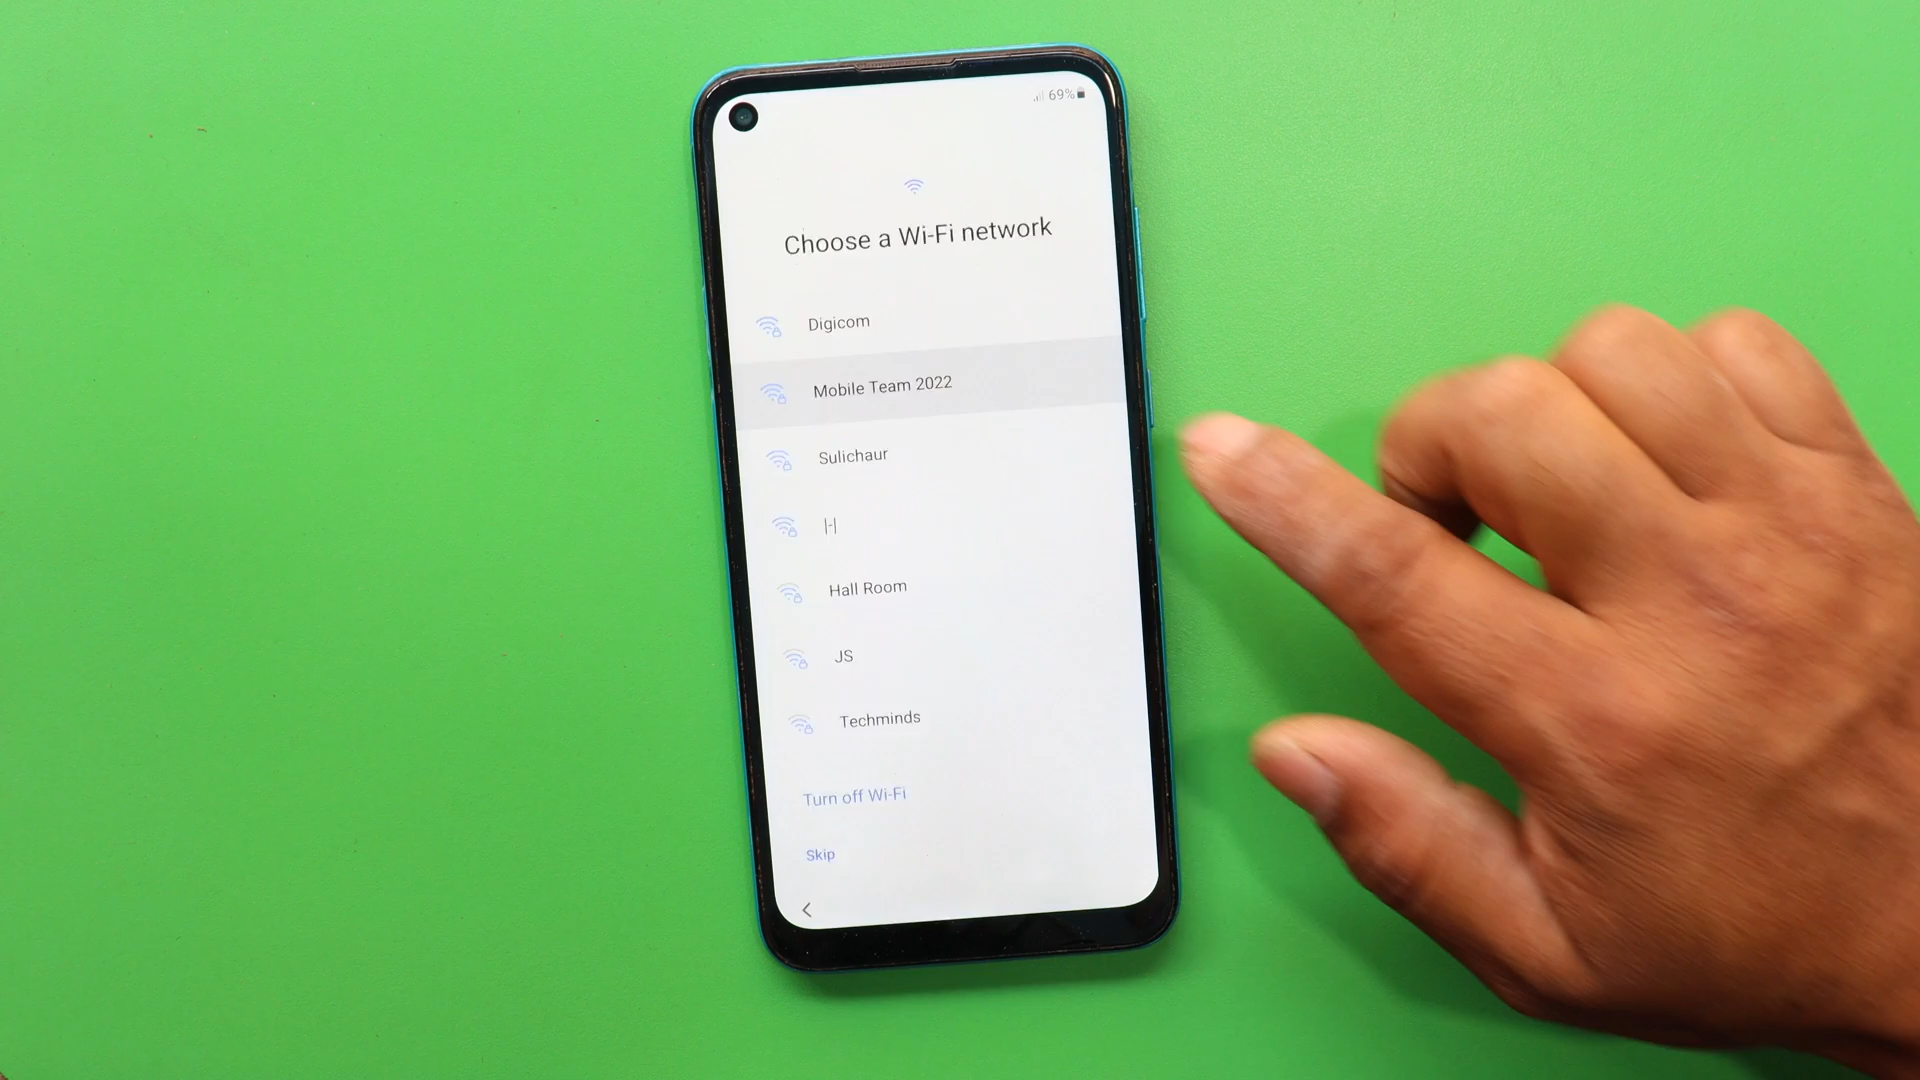 69%
Choose a Wi-Fi network
Digicom
Mobile Team 2022
Sulichaur
|-|
Hall Room
JS
Techminds
Turn off Wi-Fi
Skip